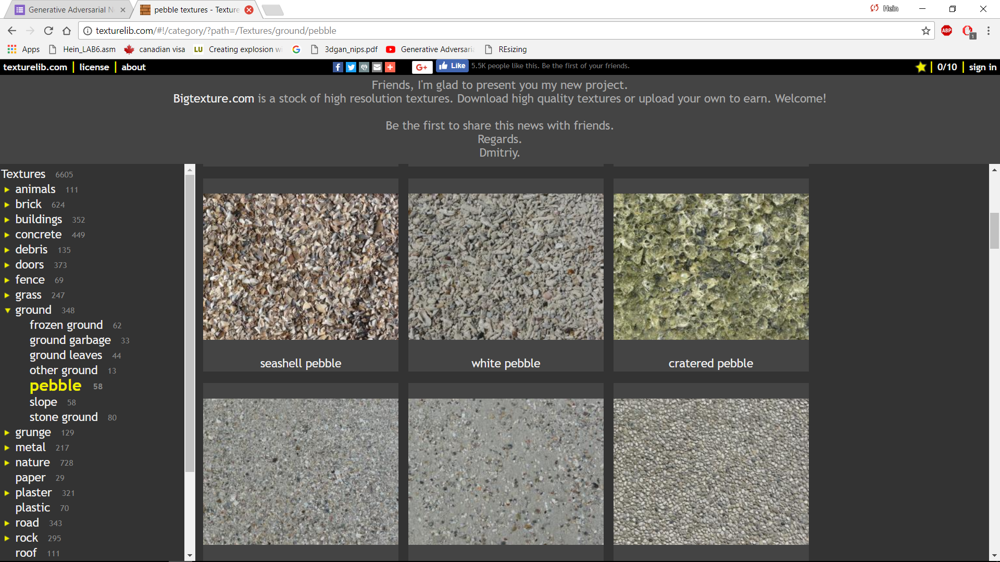 Generative Adversarial N
pebble textures - Texture
Hein
texturelib.com/#!/category/?path=/Textures/ground/pebble
ABP
1
Apps
Hein_LAB6.asm
canadian visa
LU
Creating explosion w
3dgan_nips.pdf
Generative Adversaria
REsizing
texturelib.com
license
about
G+
Like
5.5K people like this. Be the first of your friends.
0/10
sign in
Friends, I'm glad to present you my new project.
Bigtexture.com is a stock of high resolution textures. Download high quality textures or upload your own to earn. Welcome!
Be the first to share this news with friends.
Regards.
Dmitriy.
Textures 6605
animals 111
brick 624
buildings 352
concrete 449
debris 135
doors 373
fence 69
grass 247
ground 348
frozen ground 62
ground garbage 33
ground leaves 44
other ground 13
pebble 58
slope 58
stone ground 80
grunge 129
metal 217
nature 728
paper 29
plaster 321
plastic 70
road 343
rock 295
roof 111
seashell pebble
white pebble
cratered pebble